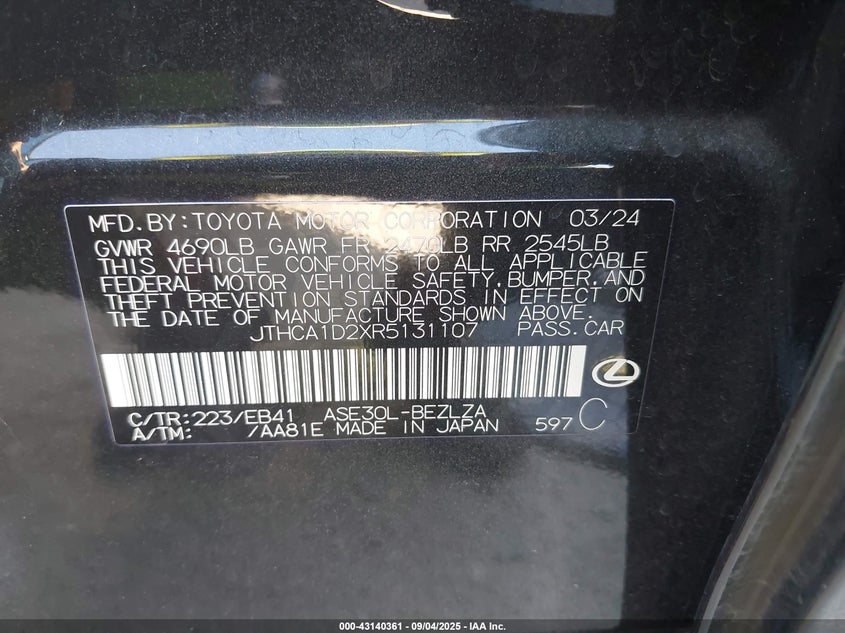 MFD.BY:TOYOTA MOTOR CORPORATION 03/24
GVWR 4690LB GAWR FR 2470LB RR 2545LB
THIS VEHICLE CONFORMS TO ALL APPLICABLE
FEDERAL MOTOR VEHICLE SAFETY,BUMPER,AND
THEFT PREVENTION STANDARDS IN EFFECT ON
THE DATE OF MANUFACTURE SHOWN ABOVE.
JTHCA1D2XR5131107 PASS.CAR
C/TR:223/EB41 ASE30L-BEZLZA
A/TM: /AA81E MADE IN JAPAN 597 C
000-43140361 - 09/04/2025 - IAA Inc.